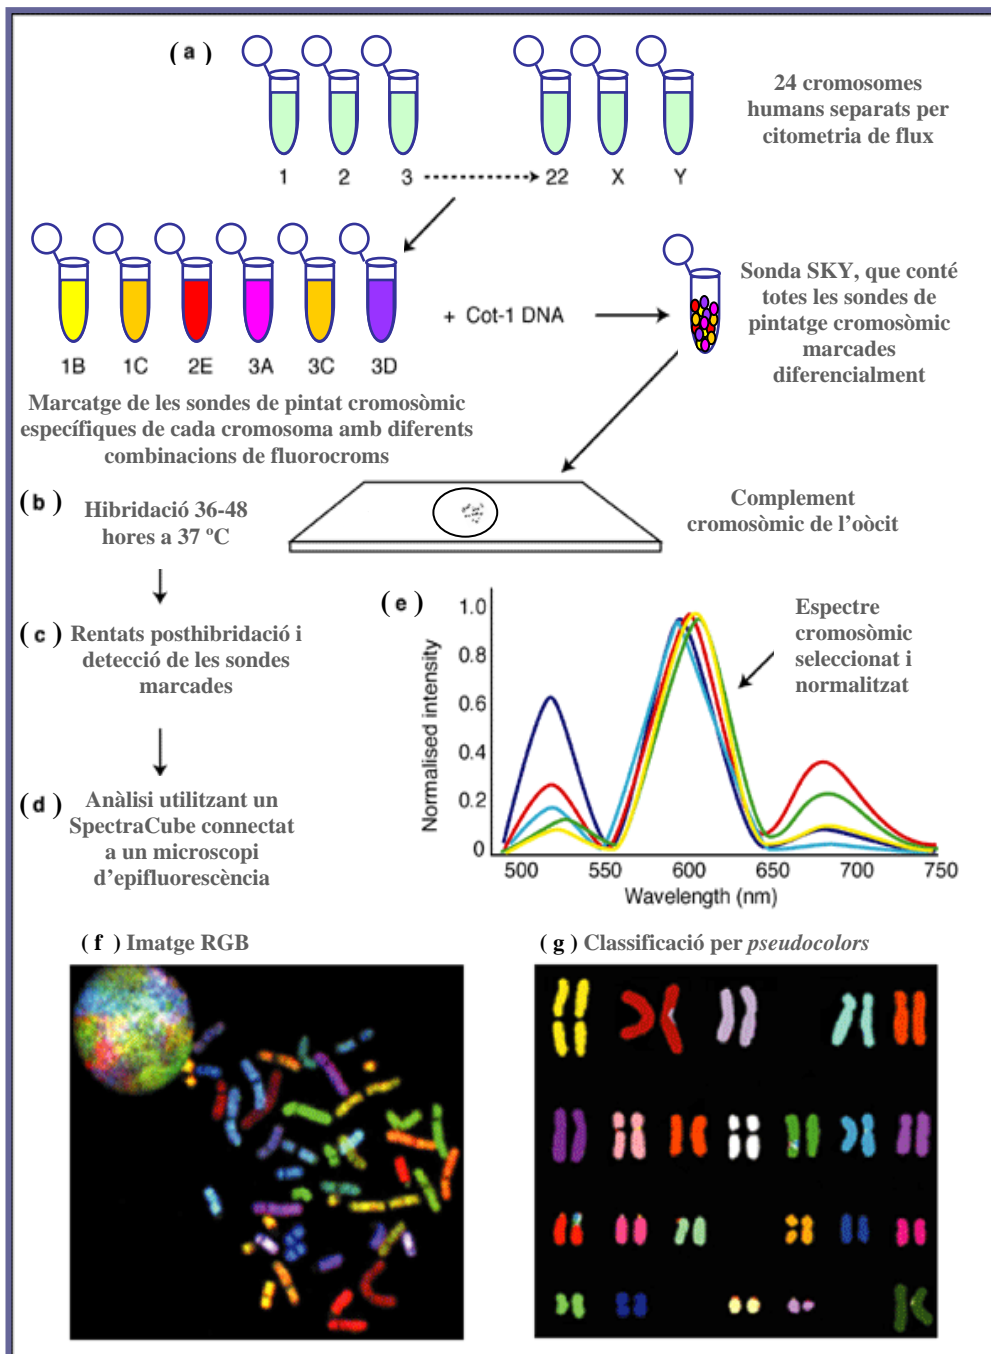 ( a )
24 cromosomes
humans separats per
citometria de flux
1 2 3 22 X Y
1B 1C 2E 3A 3C 3D
+ Cot-1 DNA
Sonda SKY, que conté
totes les sondes de
pintatge cromosòmic
marcades
diferencialment
Marcatge de les sondes de pintat cromosòmic
específiques de cada cromosoma amb diferents
combinacions de fluorocroms
( b )
Hibridació 36-48
hores a 37 ºC
Complement
cromosòmic de l'oòcit
( c ) Rentats posthibridació i
detecció de les sondes
marcades
( d ) Anàlisi utilitzant un
SpectraCube connectat
a un microscopi
d'epifluorescència
( e )
Espectre
cromosòmic
seleccionat i
normalitzat
Normalised intensity
1.0
0.8
0.6
0.4
0.2
0
500 550 600 650 700 750
Wavelength (nm)
( f ) Imatge RGB
( g ) Classificació per pseudocolors